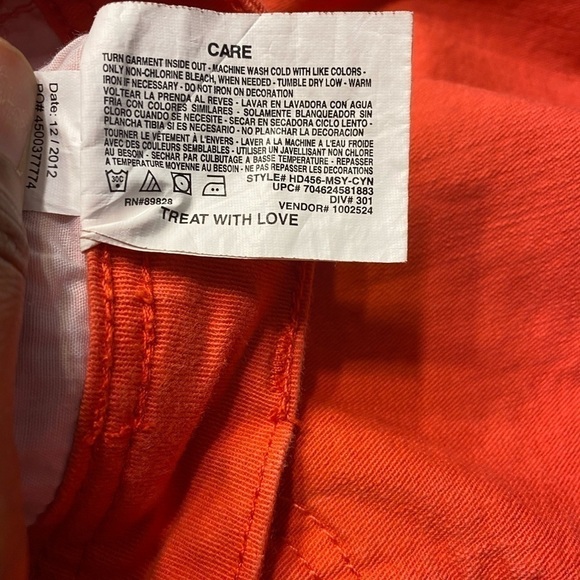 CARE
TURN GARMENT INSIDE OUT - MACHINE WASH COLD WITH LIKE COLORS -
ONLY NON-CHLORINE BLEACH, WHEN NEEDED - TUMBLE DRY LOW - WARM
IRON IF NECESSARY - DO NOT IRON ON DECORATION
VOLTEAR LA PRENDA AL REVES - LAVAR EN LAVADORA CON AGUA
FRIA CON COLORES SIMILARES - SOLAMENTE BLANQUEADOR SIN
CLORO CUANDO SE NECESITE - SECAR EN SECADORA CICLO LENTO -
PLANCHA TIBIA SI ES NECESARIO - NO PLANCHAR LA DECORACION
TOURNER LE VÊTEMENT À L'ENVERS - LAVER A LA MACHINE A L'EAU FROIDE
AVEC DES COULEURS SEMBLABLES - UTILISER UN JAVELLISANT NON CHLORE
AU BESOIN - SECHAR PAR CULBUTAGE A BASSE TEMPERATURE - REPASSER
A TEMPERATURE MOYENNE AU BESOIN - NE PAS REPASSER LES DECORATIONS
30C
STYLE# HD456-MSY-CYN
UPC# 704624581883
DIV# 301
VENDOR# 1002524
RN#89828
TREAT WITH LOVE
Date: 12 / 2012
PO# 4500377774